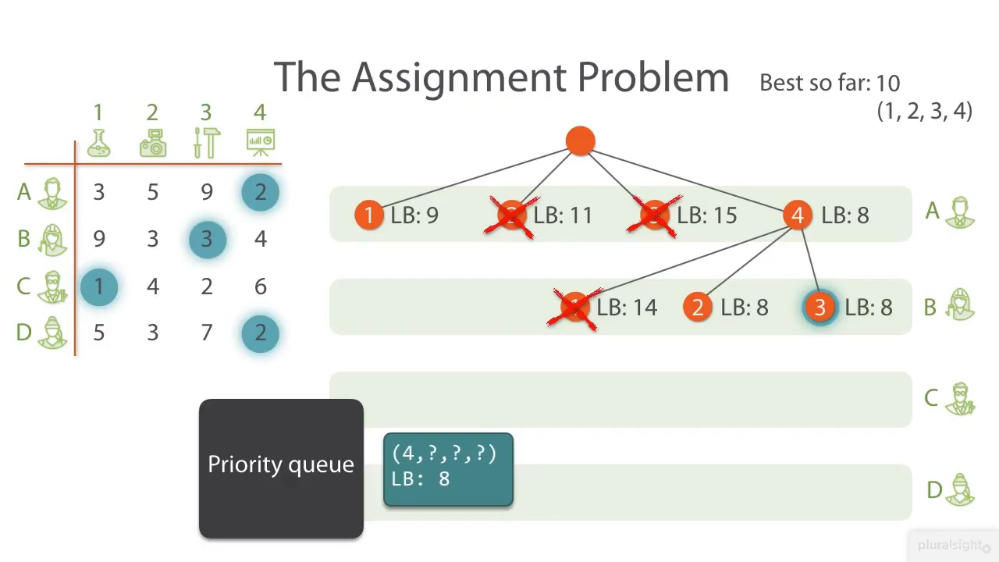 The Assignment Problem
Best so far: 10
(1, 2, 3, 4)
1 2 3 4
A 3 5 9 2
B 9 3 3 4
C 1 4 2 6
D 5 3 7 2
1 LB: 9
LB: 11
LB: 15
4 LB: 8
A
LB: 14
2 LB: 8
3 LB: 8
B
C
Priority queue
(4,?,?,?)
LB: 8
D
pluralsight